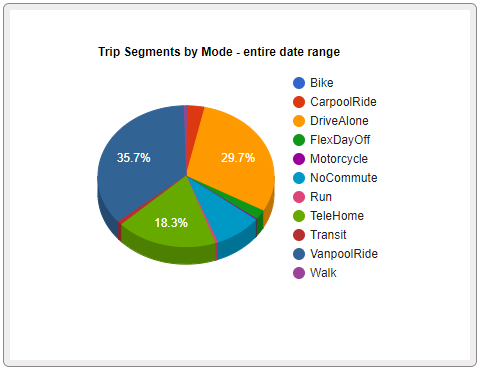 Trip Segments by Mode - entire date range
Bike
CarpoolRide
DriveAlone
FlexDayOff
Motorcycle
NoCommute
Run
TeleHome
Transit
VanpoolRide
Walk
35.7%
29.7%
18.3%